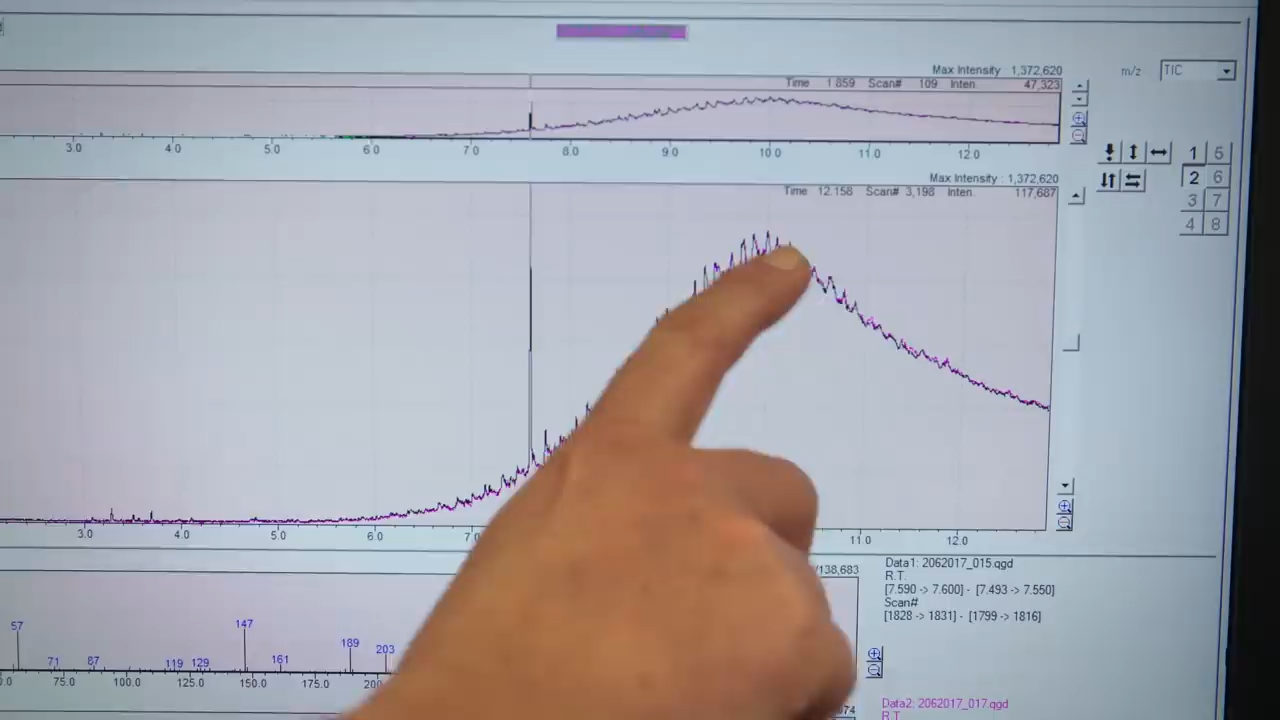 Max Intensity : 1,372,620
m/z TIC
Time 1.859 Scan# 109 Inten. 47,323
3.0 4.0 5.0 6.0 7.0 8.0 9.0 10.0 11.0 12.0
1 5
2 6
3 7
4 8
Max Intensity : 1,372,620
Time 12.158 Scan# 3,198 Inten. 117,687
3.0 4.0 5.0 6.0 11.0 12.0
/138,683
57 71 87 119 129 147 161 189 203
75.0 100.0 125.0 150.0 175.0
Data1: 2062017_015.qgd
R.T.
[7.590 -> 7.600] - [7.493 -> 7.550]
Scan#
[1828 -> 1831] - [1799 -> 1816]
Data2: 2062017_017.qgd
R.T.